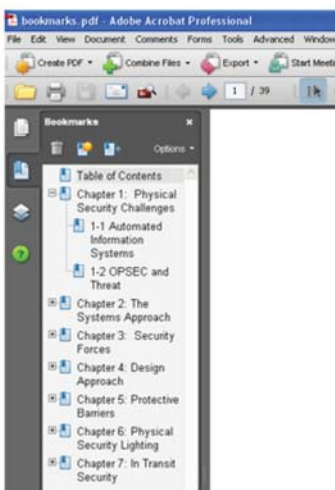 bookmarks.pdf - Adobe Acrobat Professional
File Edit View Document Comments Forms Tools Advanced Window
Create PDF Combine Files Export Start Meeti
1 / 39
Bookmarks x
Options
Table of Contents
Chapter 1: Physical
Security Challenges
1-1 Automated
Information
Systems
1-2 OPSEC and
Threat
Chapter 2: The
Systems Approach
Chapter 3: Security
Forces
Chapter 4: Design
Approach
Chapter 5: Protective
Barriers
Chapter 6: Physical
Security Lighting
Chapter 7: In Transit
Security